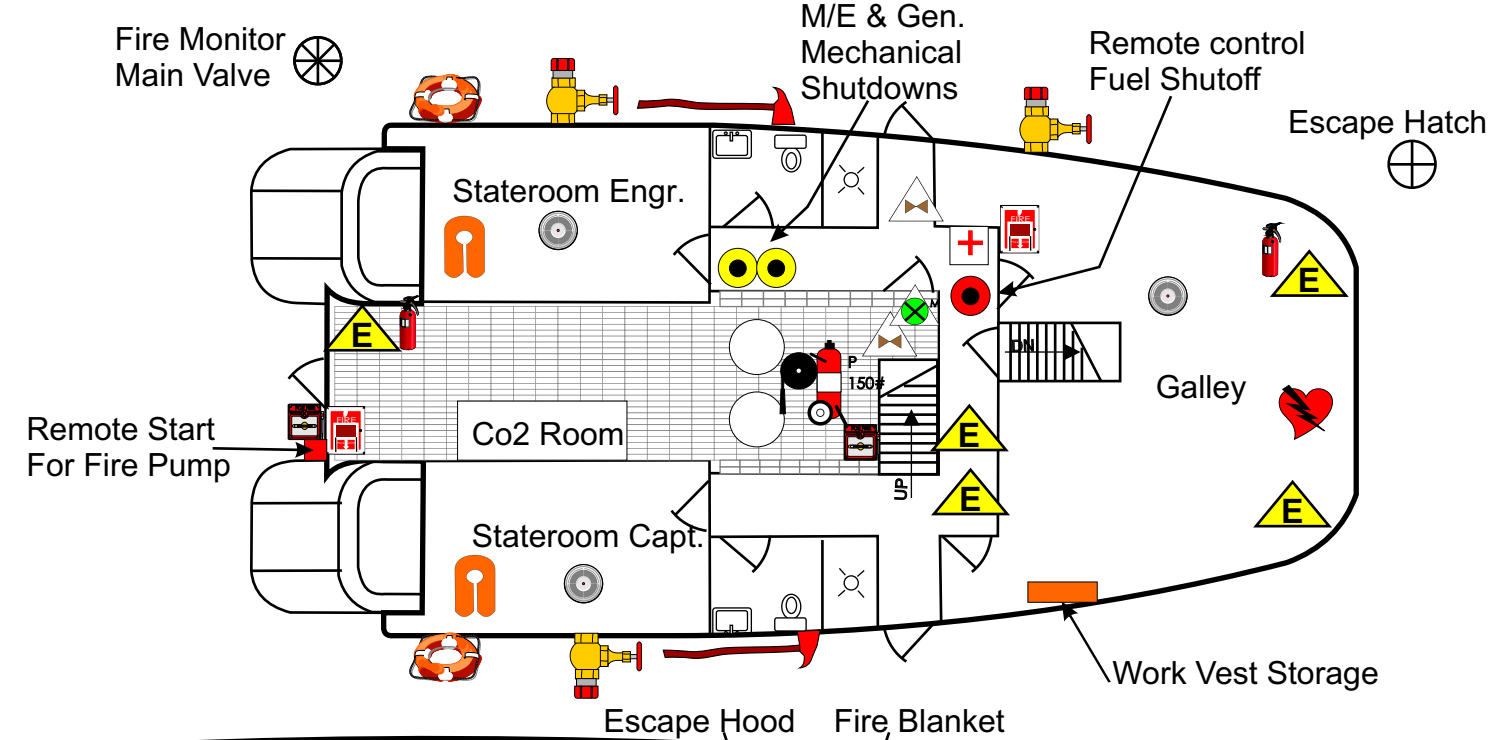 M/E & Gen.
Mechanical
Shutdowns
Fire Monitor
Main Valve
Remote control
Fuel Shutoff
Escape Hatch
Stateroom Engr.
FIRE
E
E
M
P
150#
DN
Galley
FIRE
Remote Start
For Fire Pump
Co2 Room
E
UP
E
E
Stateroom Capt.
Work Vest Storage
Escape Hood
Fire Blanket